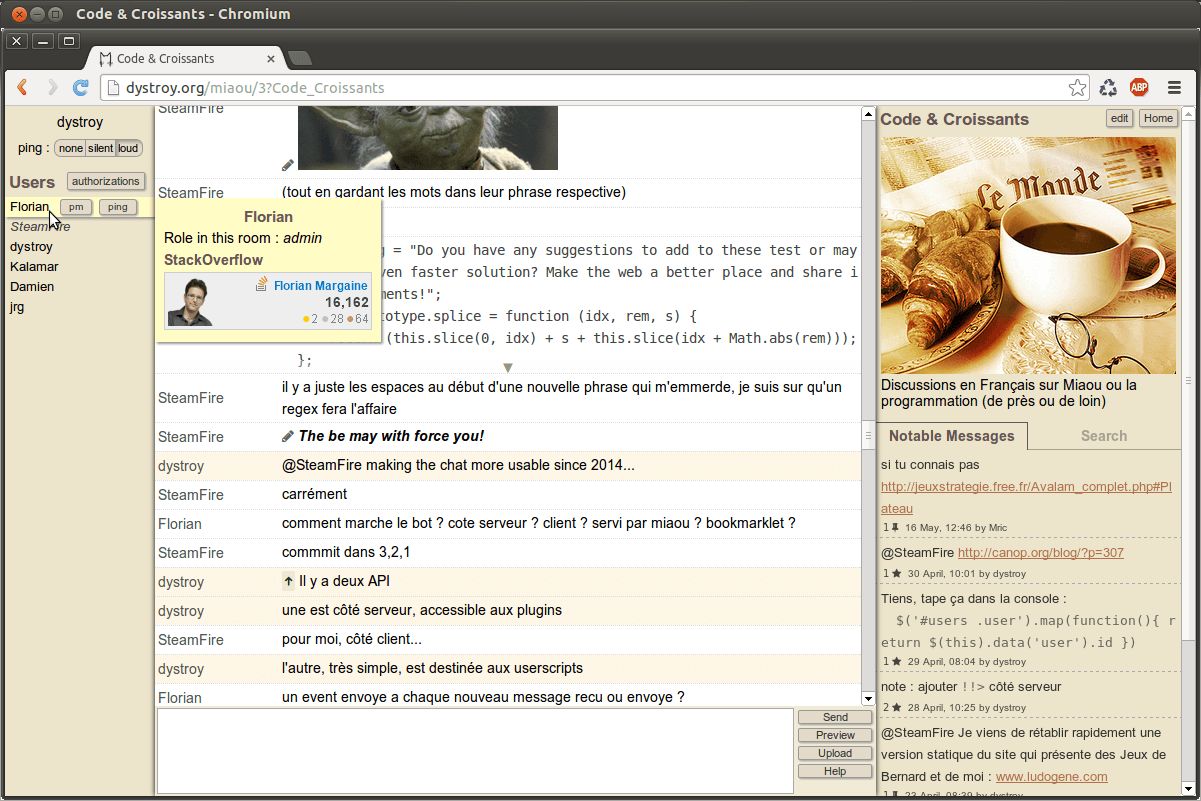 Code & Croissants - Chromium
Code & Croissants
dystroy.org/miaou/3?Code_Croissants
ABP
dystroy
ping : none silent loud
Users authorizations
Florian pm ping
SteamFire
dystroy
Kalamar
Damien
jrg
Florian
Role in this room : admin
StackOverflow
Florian Margaine
16,162
2 28 64
SteamFire
SteamFire (tout en gardant les mots dans leur phrase respective)
g = "Do you have any suggestions to add to these test or may
ven faster solution? Make the web a better place and share i
ments!";
totype.splice = function (idx, rem, s) {
(this.slice(0, idx) + s + this.slice(idx + Math.abs(rem)));
};
SteamFire il y a juste les espaces au début d'une nouvelle phrase qui m'emmerde, je suis sur qu'un
regex fera l'affaire
SteamFire The be may with force you!
dystroy @SteamFire making the chat more usable since 2014...
SteamFire carrément
Florian comment marche le bot ? cote serveur ? client ? servi par miaou ? bookmarklet ?
SteamFire commmit dans 3,2,1
dystroy Il y a deux API
dystroy une est côté serveur, accessible aux plugins
SteamFire pour moi, côté client...
dystroy l'autre, très simple, est destinée aux userscripts
Florian un event envoye a chaque nouveau message recu ou envoye ?
Send
Preview
Upload
Help
Code & Croissants edit Home
Le Monde
Discussions en Français sur Miaou ou la
programmation (de près ou de loin)
Notable Messages Search
si tu connais pas
http://jeuxstrategie.free.fr/Avalam_complet.php#Pl
ateau
1 16 May, 12:46 by Mric
@SteamFire http://canop.org/blog/?p=307
1 30 April, 10:01 by dystroy
Tiens, tape ça dans la console :
$('#users .user').map(function(){ r
eturn $(this).data('user').id })
1 29 April, 08:04 by dystroy
note : ajouter !!> côté serveur
2 28 April, 10:25 by dystroy
@SteamFire Je viens de rétablir rapidement une
version statique du site qui présente des Jeux de
Bernard et de moi : www.ludogene.com
1 23 April, 08:39 by dystroy